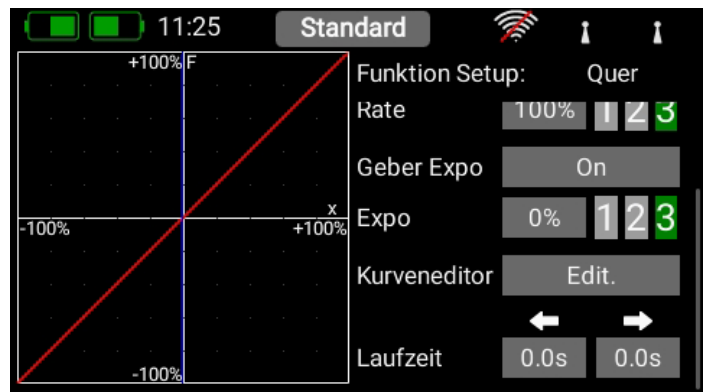 11:25 Standard
+100% F
-100% x +100%
-100%
Funktion Setup: Quer
Rate 100% 1 2 3
Geber Expo On
Expo 0% 1 2 3
Kurveneditor Edit.
Laufzeit 0.0s 0.0s